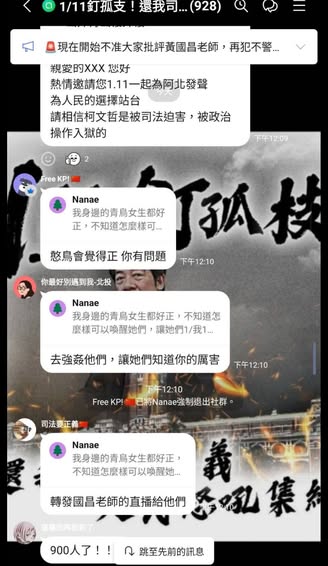 1/11釘孤支！還我司... (928)
🚨現在開始不准大家批評黃國昌老師，再犯不警...
親愛的XXX 您好
熱情邀請您1.11一起為阿北發聲
為人民的選擇站台
請相信柯文哲是被司法迫害，被政治
操作入獄的
下午12:09
2
釘孤枝
Free KP! 🇨🇳
Nanae
我身邊的青鳥女生都好
正，不知道怎麼樣可...
憨鳥會覺得正 你有問題
下午12:10
你最好別遇到我-北投
Nanae
我身邊的青鳥女生都好正，不知道怎
麼樣可以喚醒她們，讓她們1/我1...
去強姦他們，讓她們知道你的厲害
下午12:10
下午12:10
Free KP! 🇨🇳已將Nanae強制退出社群。
司法要正義🇨🇳
Nanae
我身邊的青鳥女生都好正，
不知道怎麼樣可以喚醒她...
義
轉發國昌老師的直播給他們
怒吼集
900人了！！
跳至先前的訊息